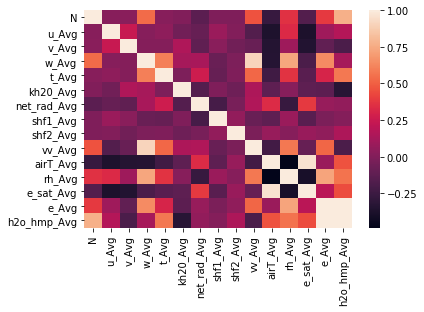 N
u_Avg
v_Avg
w_Avg
t_Avg
kh20_Avg
net_rad_Avg
shf1_Avg
shf2_Avg
vv_Avg
airT_Avg
rh_Avg
e_sat_Avg
e_Avg
h2o_hmp_Avg
N
u_Avg
v_Avg
w_Avg
t_Avg
kh20_Avg
net_rad_Avg
shf1_Avg
shf2_Avg
vv_Avg
airT_Avg
rh_Avg
e_sat_Avg
e_Avg
h2o_hmp_Avg
1.00
0.75
0.50
0.25
0.00
−0.25